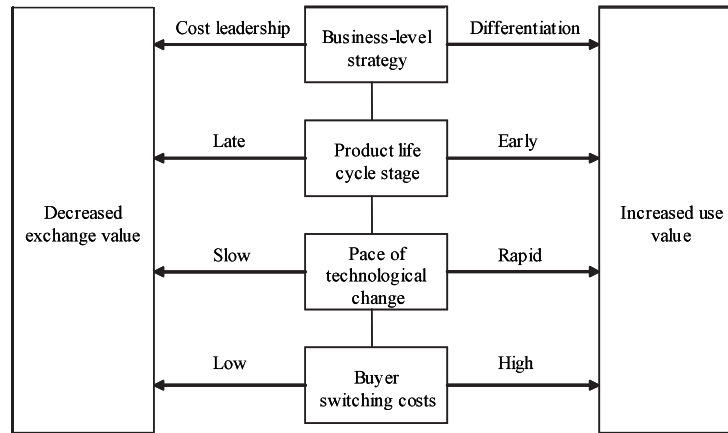 Cost leadership
Business-level
strategy
Differentiation
Late
Product life
cycle stage
Early
Decreased
exchange value
Increased use
value
Slow
Pace of
technological
change
Rapid
Low
Buyer
switching costs
High